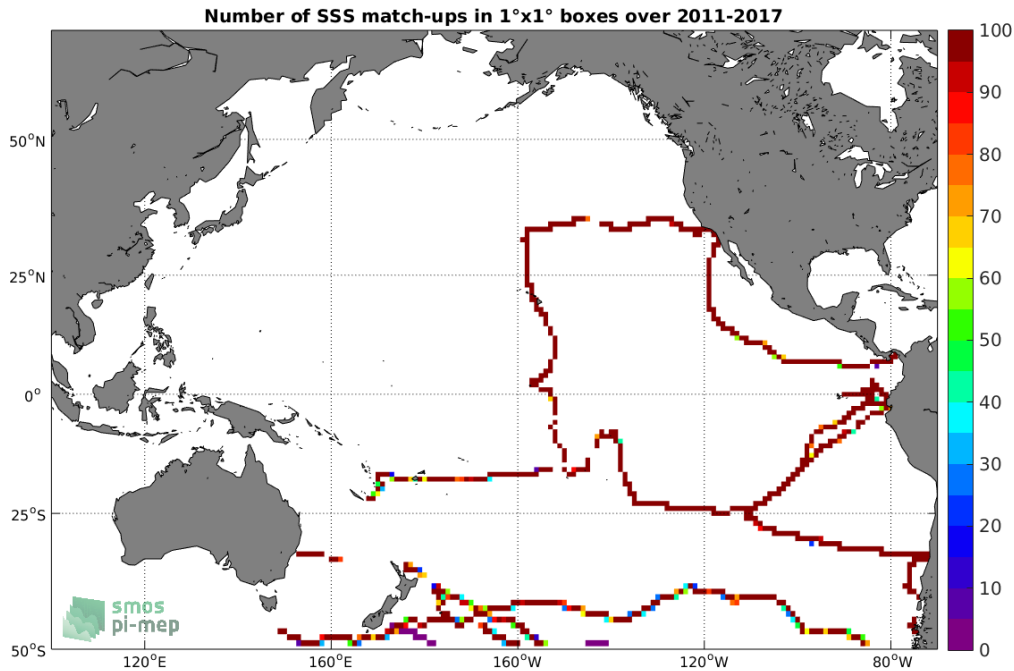 Number of SSS match-ups in 1°x1° boxes over 2011-2017
100
90
80
70
60
50
40
30
20
10
0
50°N
25°N
0°
25°S
50°S
120°E
160°E
160°W
120°W
80°W
smos
pi-mep